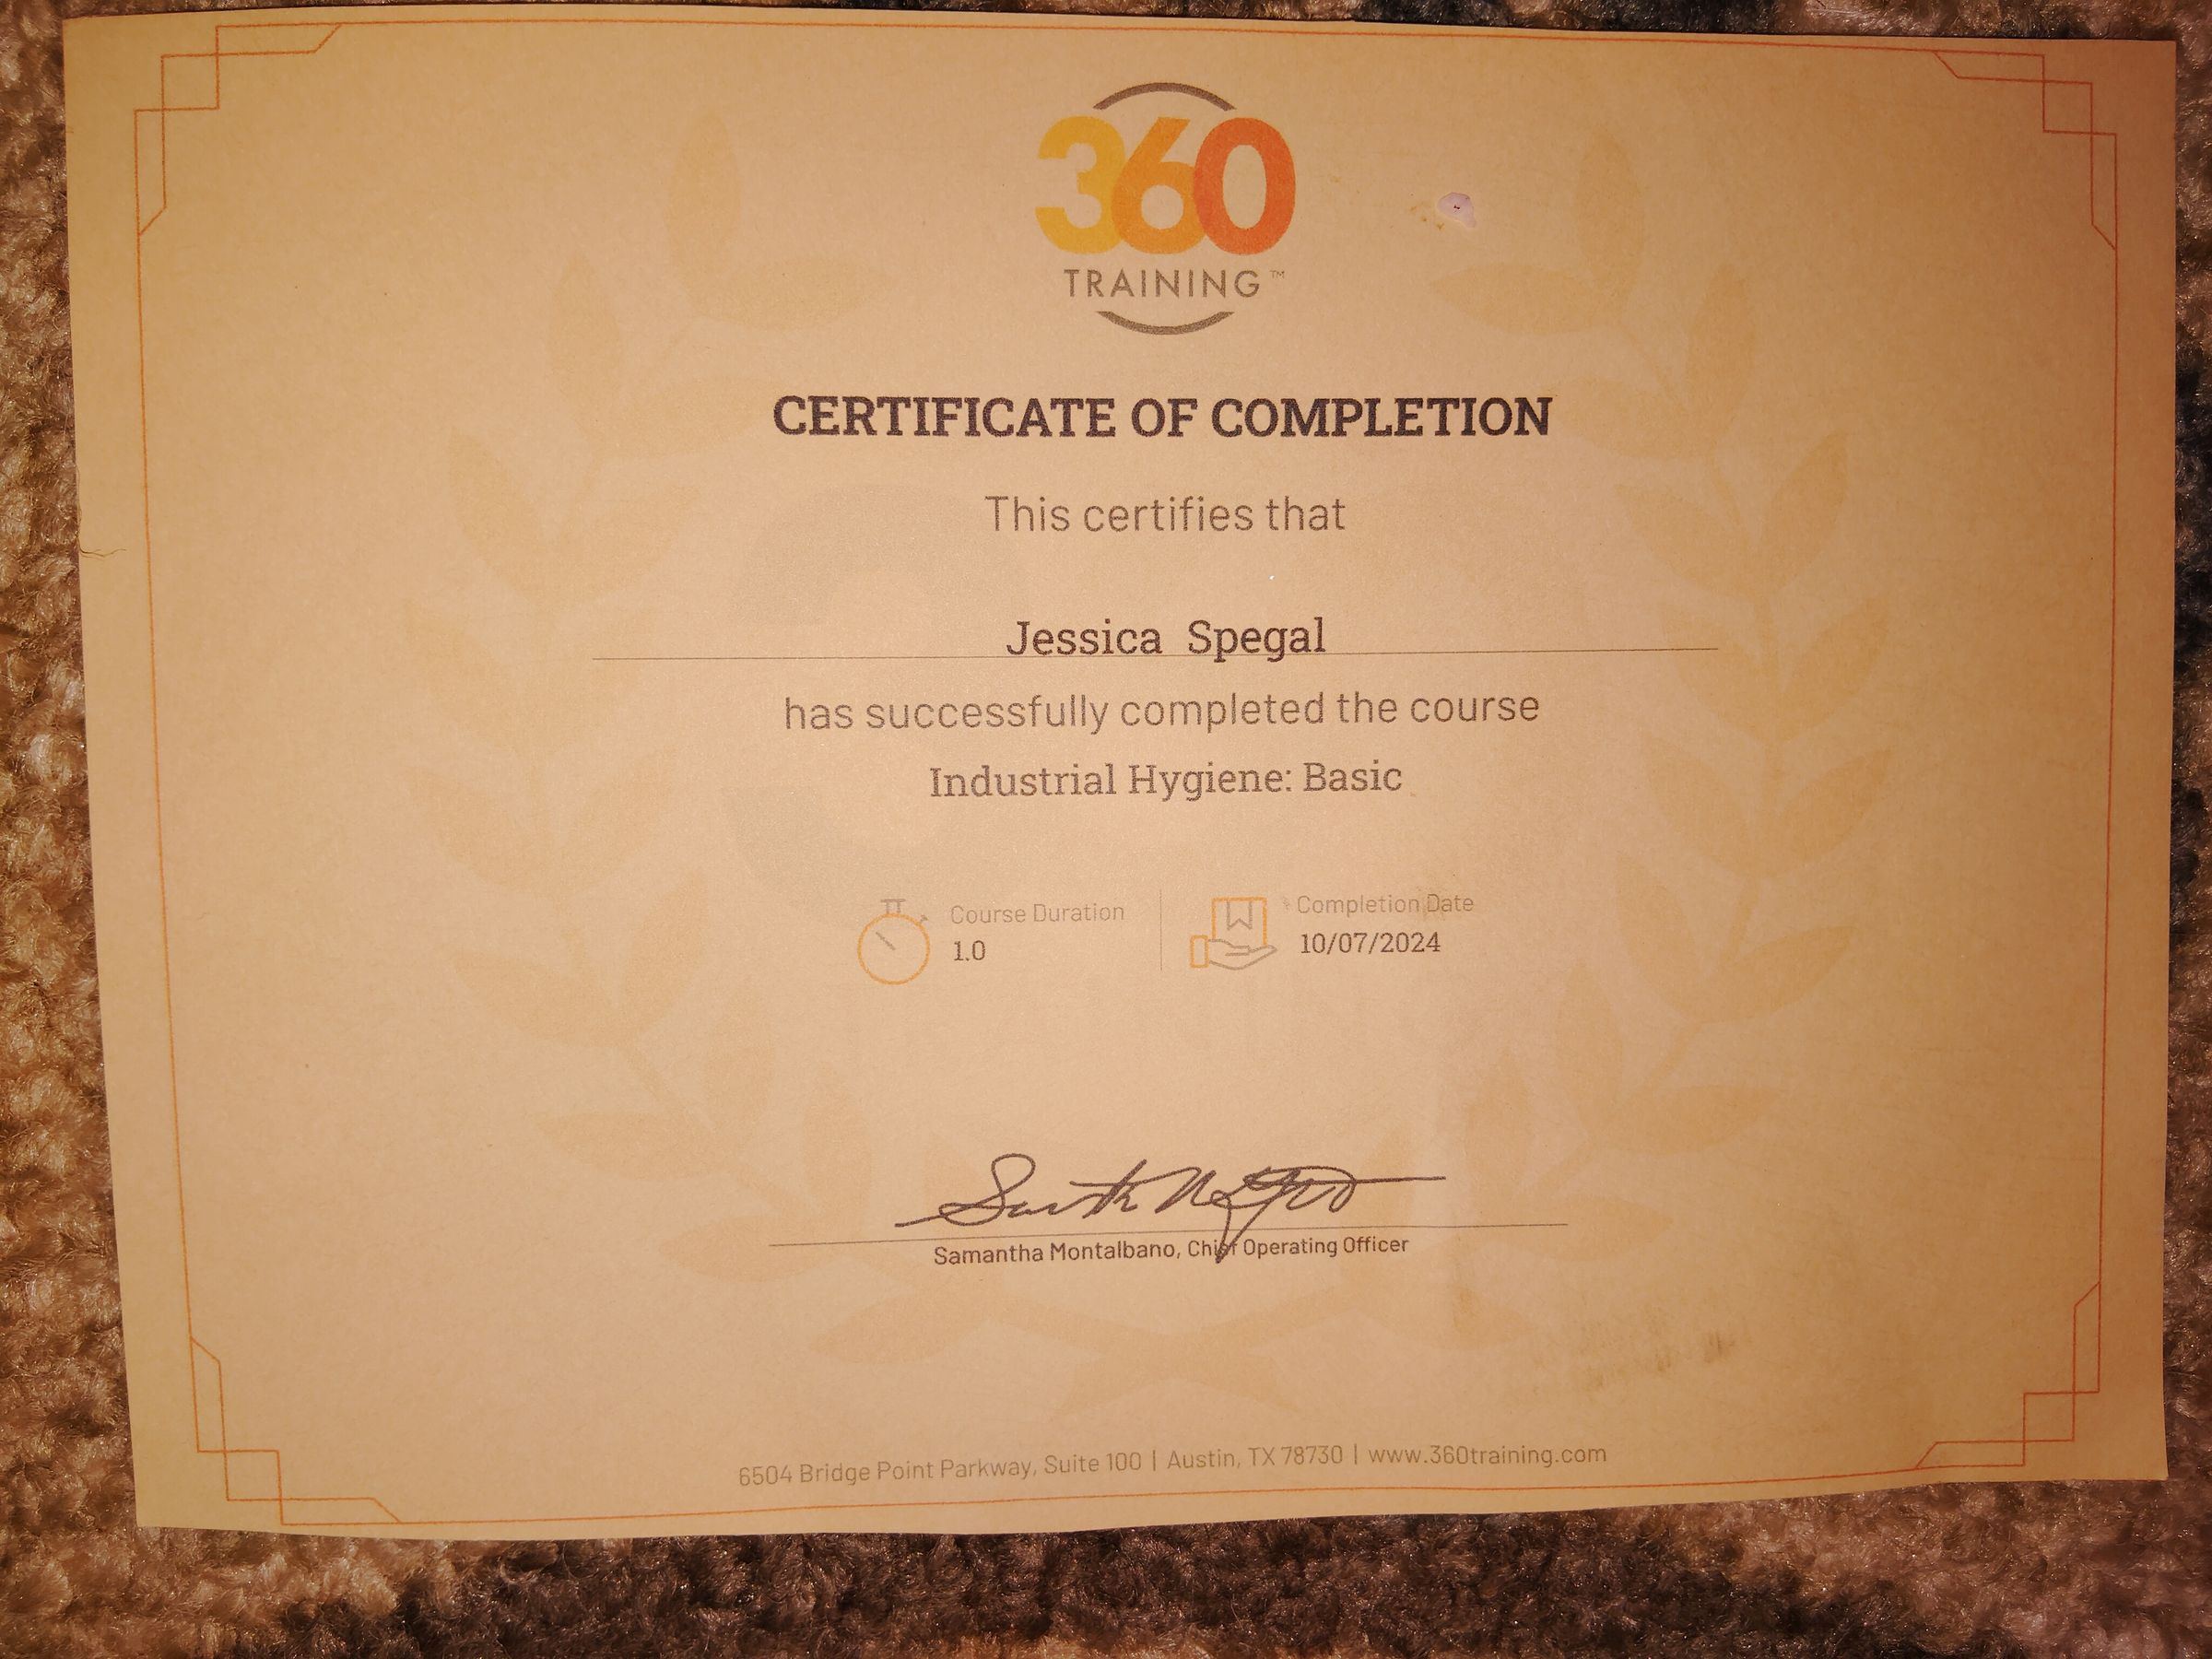 360
TRAINING™
CERTIFICATE OF COMPLETION
This certifies that
Jessica Spegal
has successfully completed the course
Industrial Hygiene: Basic
Course Duration
1.0
Completion Date
10/07/2024
Samantha Montalbano, Chief Operating Officer
6504 Bridge Point Parkway, Suite 100 | Austin, TX 78730 | www.360training.com